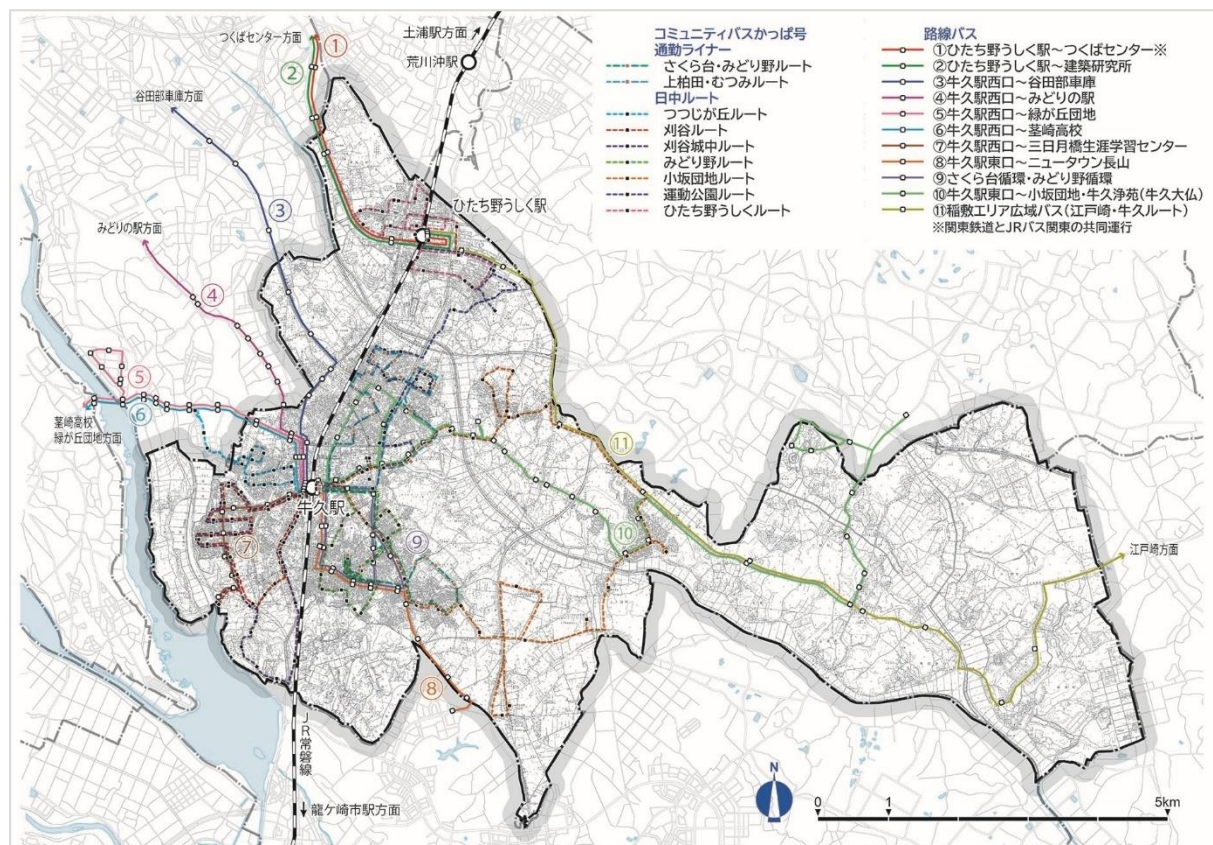 コミュニティバスかっぱ号
通勤ライナー
さくら台・みどり野ルート
上柏田・むつみルート
日中ルート
つつじが丘ルート
刈谷ルート
刈谷城中ルート
みどり野ルート
小坂団地ルート
運動公園ルート
ひたち野うしくルート
路線バス
①ひたち野うしく駅～つくばセンター※
②ひたち野うしく駅～建築研究所
③牛久駅西口～谷田部車庫
④牛久駅西口～みどりの駅
⑤牛久駅西口～緑が丘団地
⑥牛久駅西口～茎崎高校
⑦牛久駅西口～三日月橋生涯学習センター
⑧牛久駅東口～ニュータウン長山
⑨さくら台循環・みどり野循環
⑩牛久駅東口～小坂団地・牛久浄苑(牛久大仏)
⑪稲敷エリア広域バス(江戸崎・牛久ルート)
※関東鉄道とJRバス関東の共同運行
つくばセンター方面
①
②
土浦駅方面
荒川沖駅
谷田部車庫方面
③
ひたち野うしく駅
みどりの駅方面
④
⑤
⑥
茎崎高校
緑が丘団地方面
⑪
牛久駅
⑦
⑨
⑩
江戸崎方面
⑧
JR常磐線
龍ケ崎市駅方面
N
0
1
5km